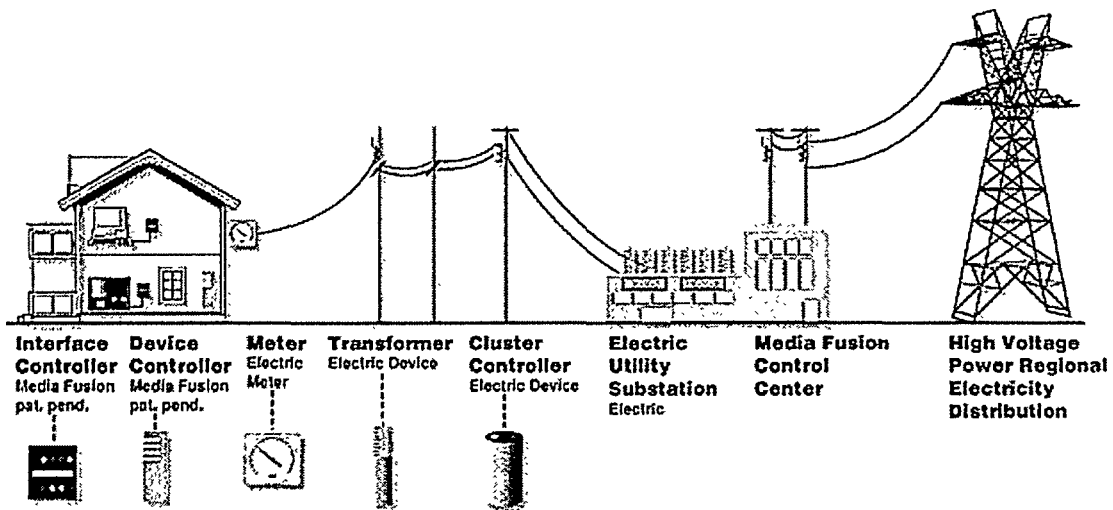 Interface
Controller
Media Fusion
pat. pend.
Device
Controller
Media Fusion
pat. pend.
Meter
Electric
Meter
Transformer
Electric Device
Cluster
Controller
Electric Device
Electric
Utility
Substation
Electric
Media Fusion
Control
Center
High Voltage
Power Regional
Electricity
Distribution